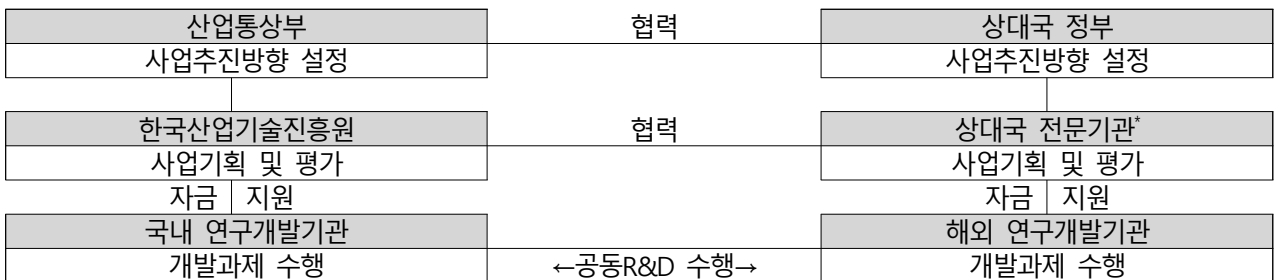 산업통상부 협력 상대국 정부
사업추진방향 설정 사업추진방향 설정
한국산업기술진흥원 협력 상대국 전문기관*
사업기획 및 평가 사업기획 및 평가
자금 지원 자금 지원
국내 연구개발기관 해외 연구개발기관
개발과제 수행 ←공동R&D 수행→ 개발과제 수행